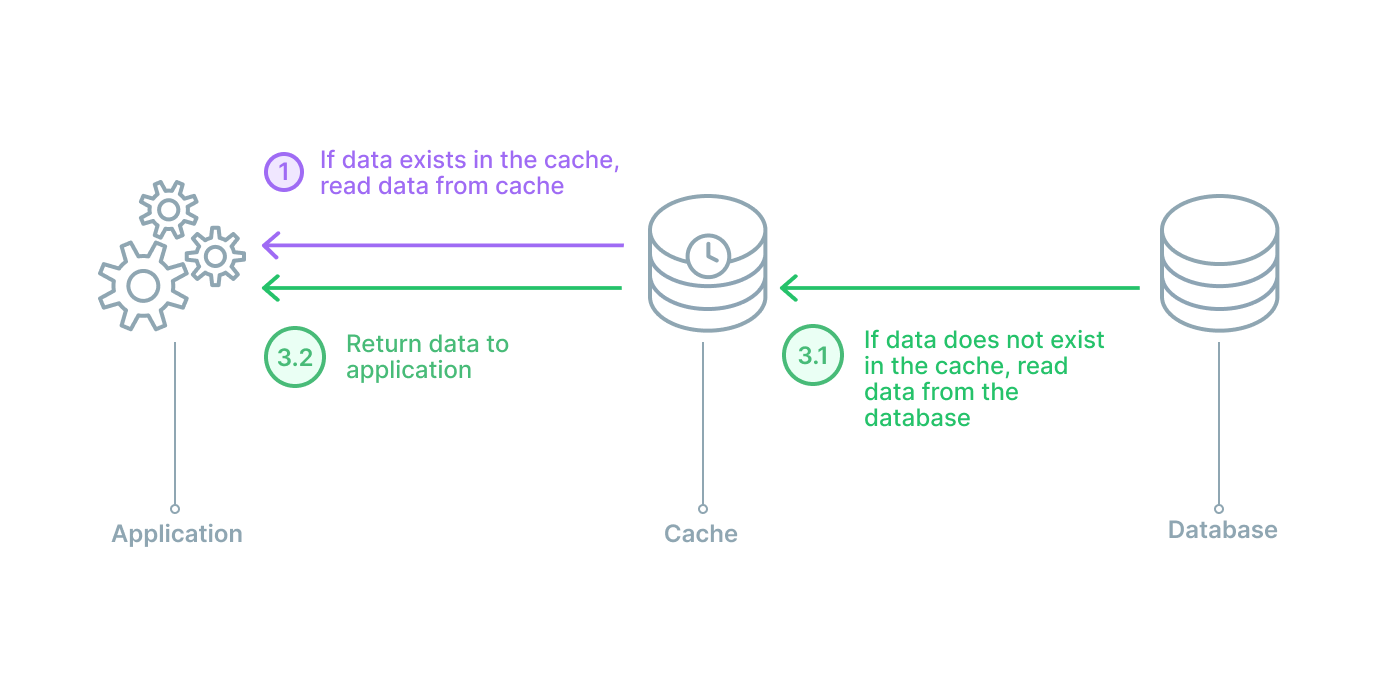 1
If data exists in the cache,
read data from cache
3.2
Return data to
application
3.1
If data does not exist
in the cache, read
data from the
database
Application
Cache
Database